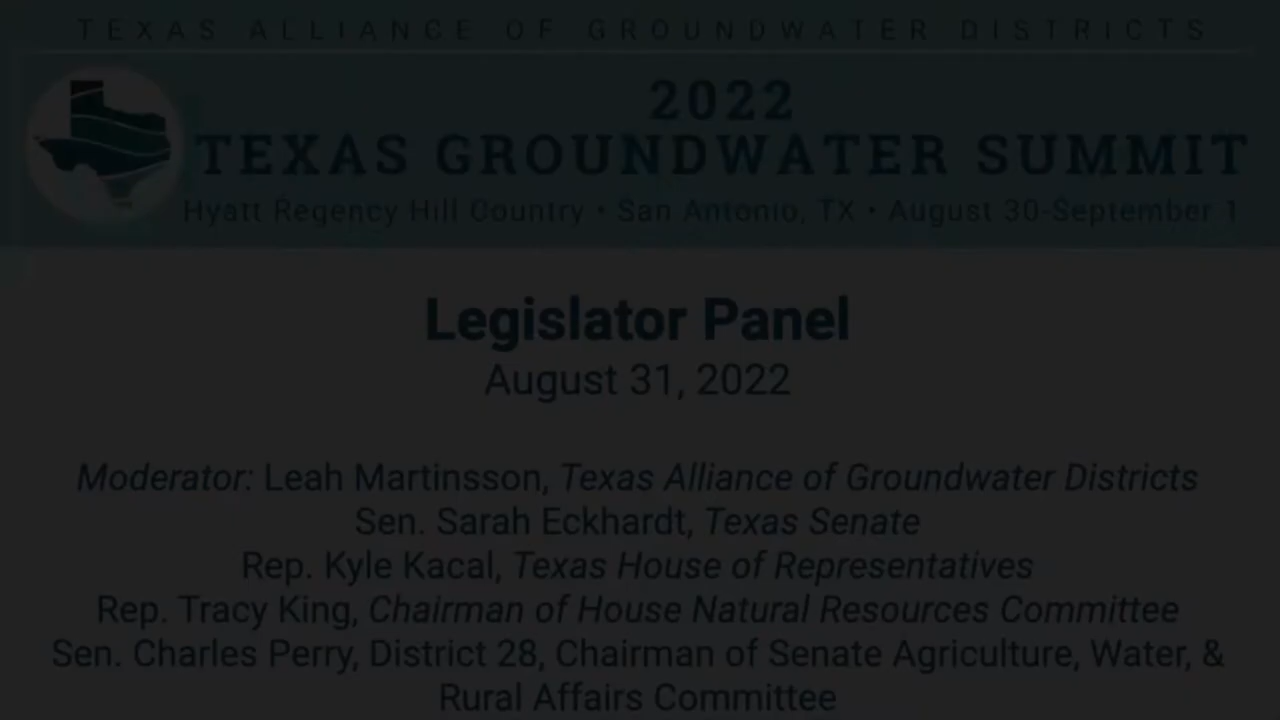 TEXAS ALLIANCE OF GROUNDWATER DISTRICTS
2022
TEXAS GROUNDWATER SUMMIT
Hyatt Regency Hill Country • San Antonio, TX • August 30-September 1
Legislator Panel
August 31, 2022
Moderator: Leah Martinsson, Texas Alliance of Groundwater Districts
Sen. Sarah Eckhardt, Texas Senate
Rep. Kyle Kacal, Texas House of Representatives
Rep. Tracy King, Chairman of House Natural Resources Committee
Sen. Charles Perry, District 28, Chairman of Senate Agriculture, Water, &
Rural Affairs Committee